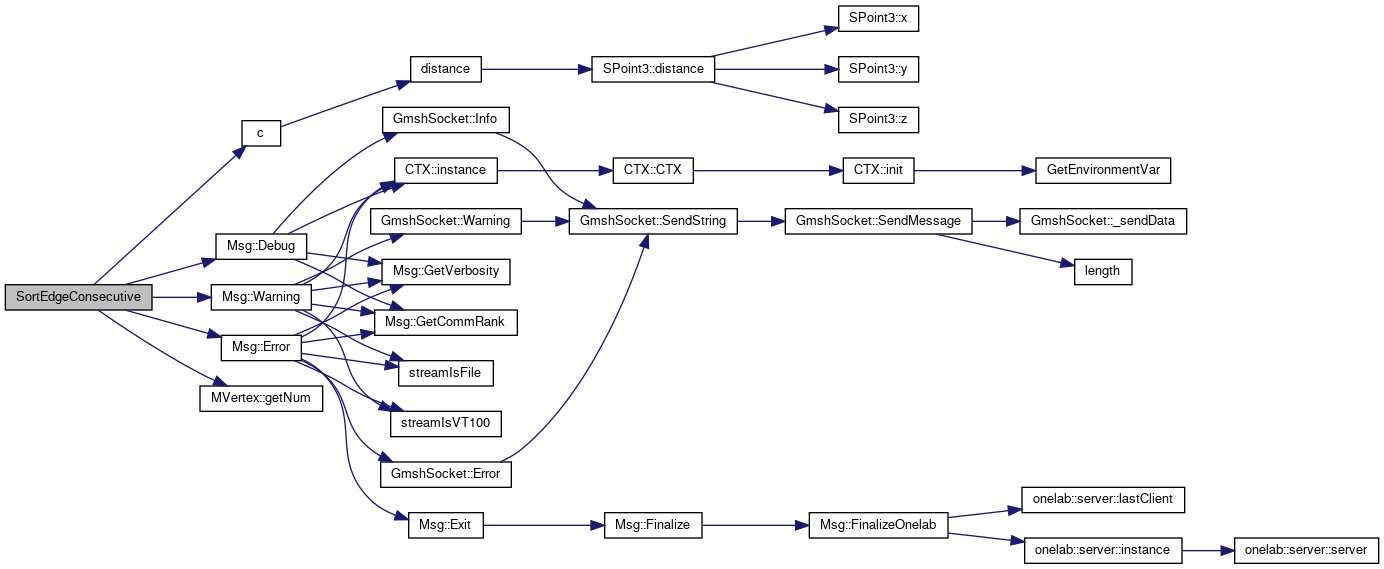 SPoint3::x
distance
SPoint3::distance
SPoint3::y
SPoint3::z
GmshSocket::Info
c
CTX::instance
CTX::CTX
CTX::init
GetEnvironmentVar
GmshSocket::Warning
GmshSocket::SendString
GmshSocket::SendMessage
GmshSocket::_sendData
Msg::Debug
Msg::GetVerbosity
length
SortEdgeConsecutive
Msg::Warning
Msg::GetCommRank
Msg::Error
streamIsFile
MVertex::getNum
streamIsVT100
GmshSocket::Error
onelab::server::lastClient
Msg::Exit
Msg::Finalize
Msg::FinalizeOnelab
onelab::server::instance
onelab::server::server